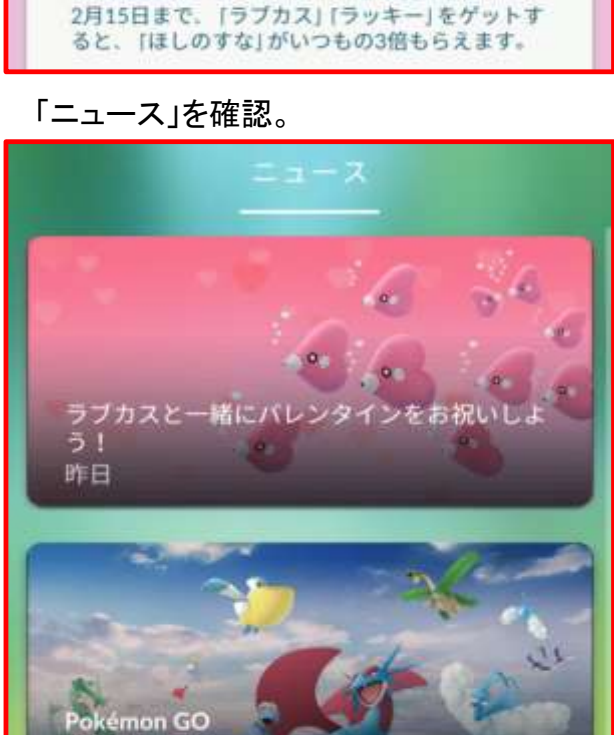 2月15日まで、「ラブカス」「ラッキー」をゲットす
ると、「ほしのすな」がいつもの3倍もらえます。
「ニュース」を確認。
ニュース
ラブカスと一緒にバレンタインをお祝いしよ
う！
昨日
Pokémon GO